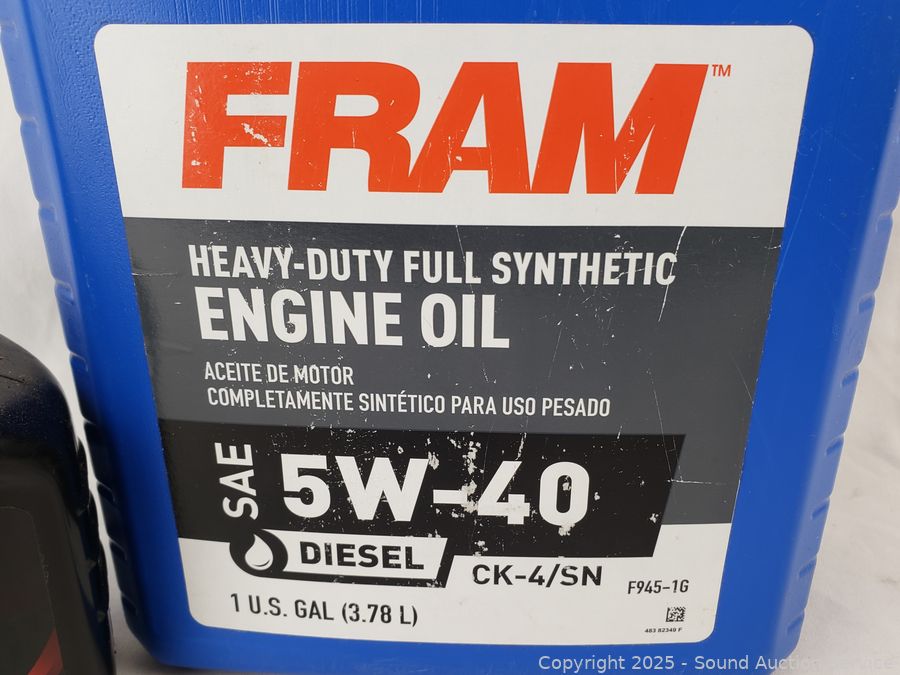 FRAM™
HEAVY-DUTY FULL SYNTHETIC
ENGINE OIL
ACEITE DE MOTOR
COMPLETAMENTE SINTÉTICO PARA USO PESADO
SAE 5W-40
DIESEL
CK-4/SN
F945-1G
1 U.S. GAL (3.78 L)
483 82349 F
Copyright 2025 - Sound Auction Service